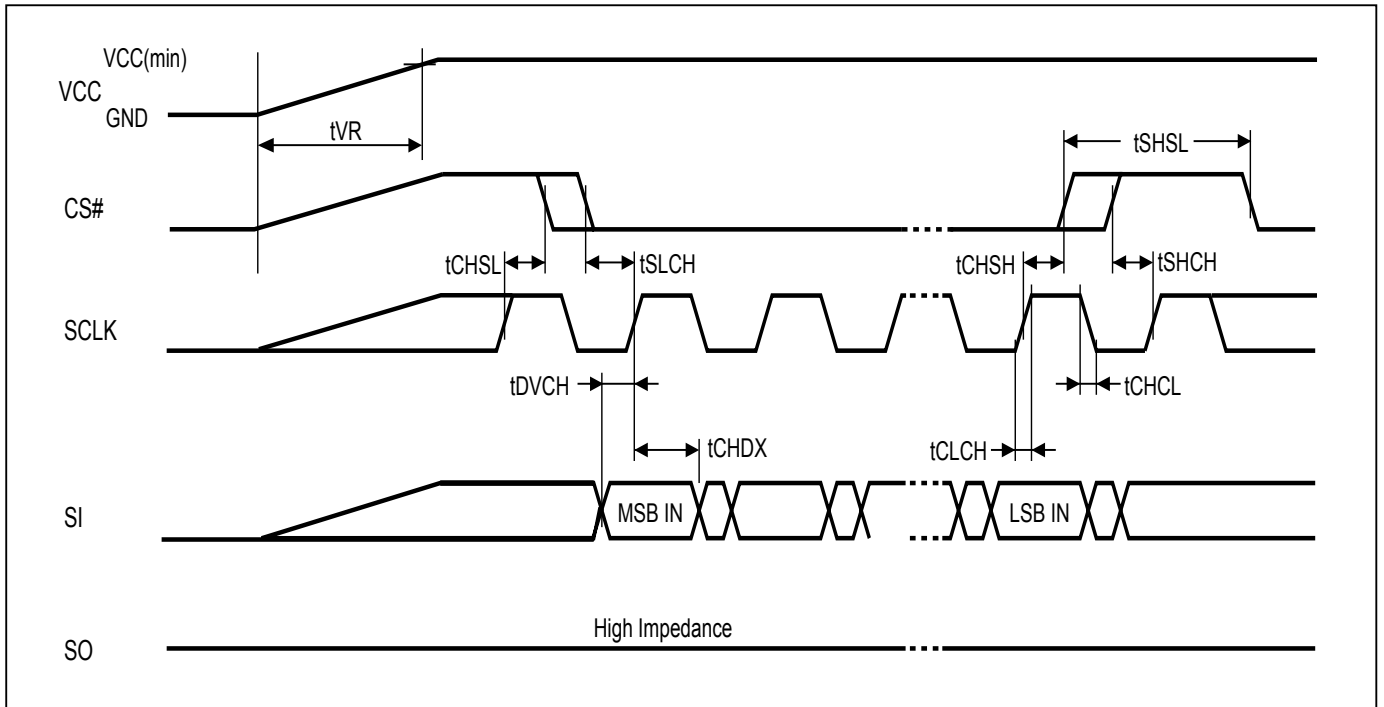 VCC(min)
VCC
GND
tVR
tSHSL
CS#
tCHSL
tSLCH
tCHSH
tSHCH
SCLK
tDVCH
tCHCL
tCHDX
tCLCH
SI
MSB IN
LSB IN
High Impedance
SO